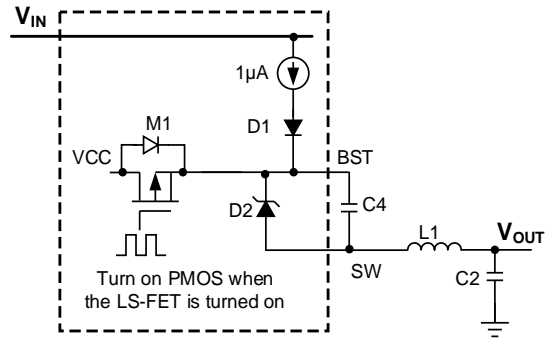 VIN
1µA
D1
M1
VCC
BST
D2
C4
L1
VOUT
SW
C2
Turn on PMOS when
the LS-FET is turned on